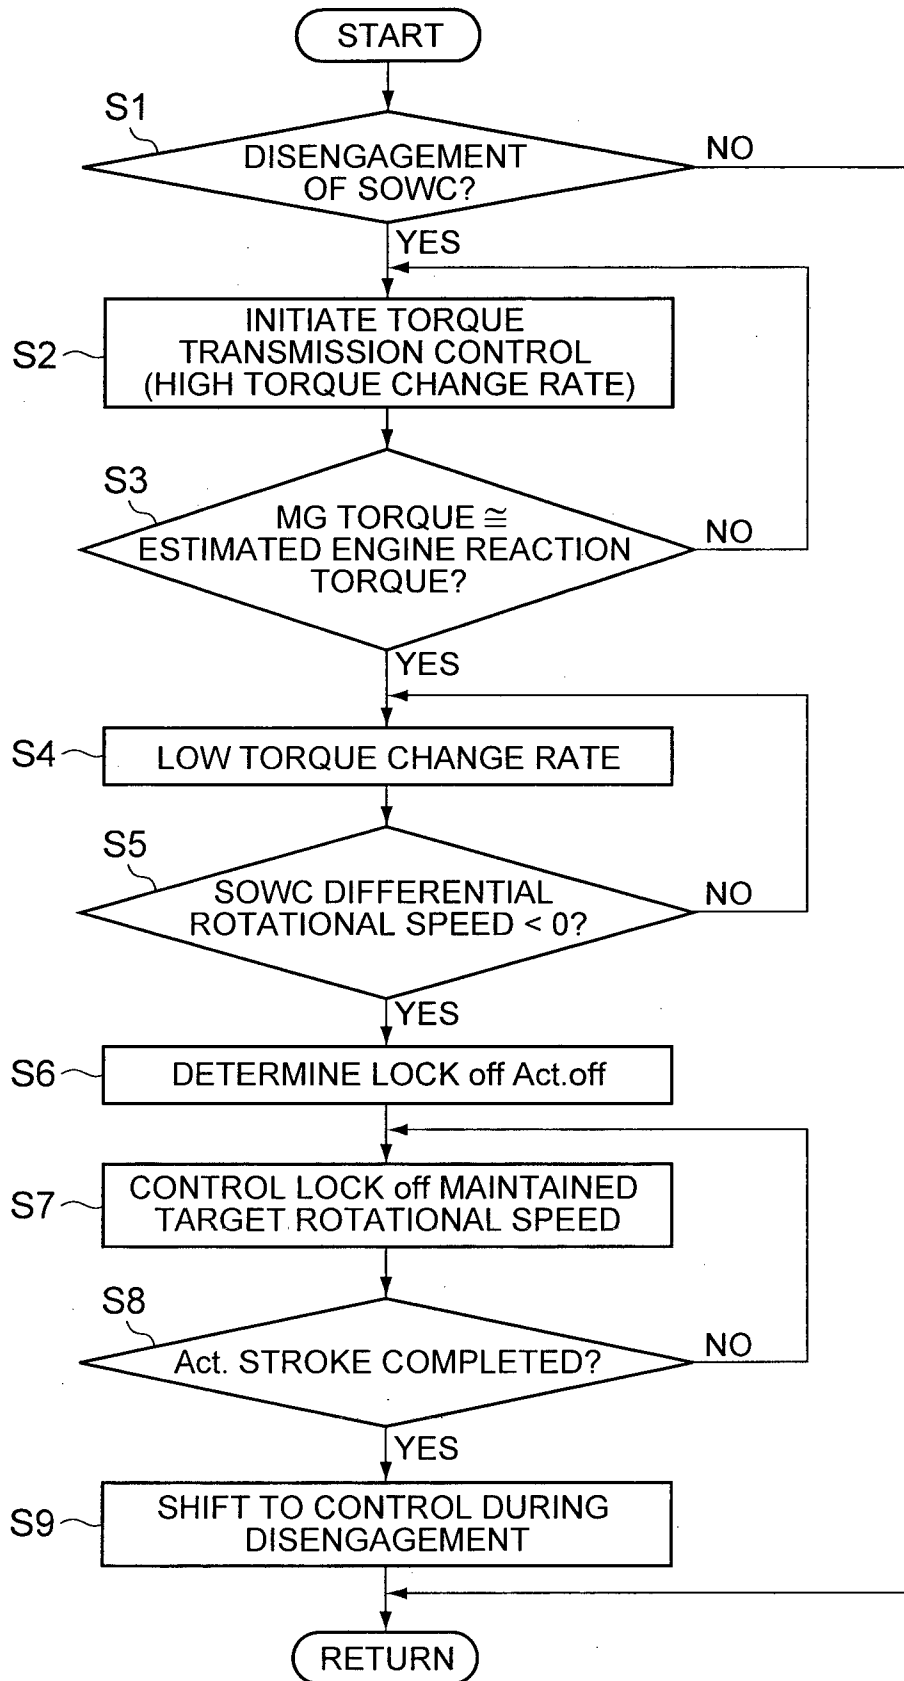 START
S1
DISENGAGEMENT
OF SOWC?
NO
YES
S2
INITIATE TORQUE
TRANSMISSION CONTROL
(HIGH TORQUE CHANGE RATE)
S3
MG TORQUE ≅
ESTIMATED ENGINE REACTION
TORQUE?
NO
YES
S4
LOW TORQUE CHANGE RATE
S5
SOWC DIFFERENTIAL
ROTATIONAL SPEED < 0?
NO
YES
S6
DETERMINE LOCK off Act.off
S7
CONTROL LOCK off MAINTAINED
TARGET ROTATIONAL SPEED
S8
Act. STROKE COMPLETED?
NO
YES
S9
SHIFT TO CONTROL DURING
DISENGAGEMENT
RETURN